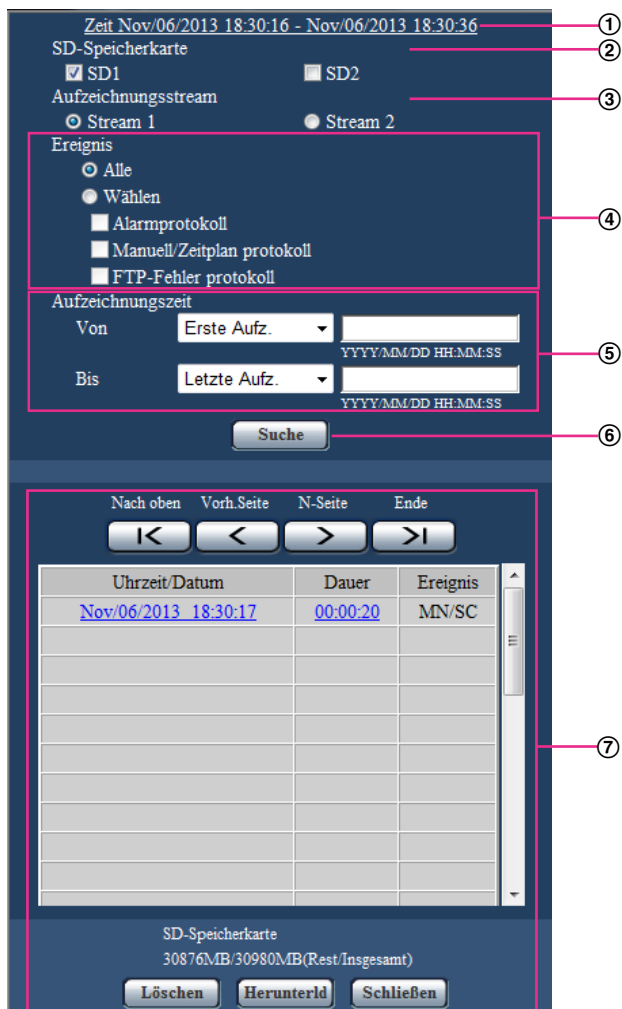 Zeit Nov/06/2013 18:30:16 - Nov/06/2013 18:30:36 ①
SD-Speicherkarte ②
SD1 SD2
Aufzeichnungsstream ③
Stream 1 Stream 2
Ereignis
Alle
Wählen
④
Alarmprotokoll
Manuell/Zeitplan protokoll
FTP-Fehler protokoll
Aufzeichnungszeit
Von Erste Aufz.
YYYY/MM/DD HH:MM:SS ⑤
Bis Letzte Aufz.
YYYY/MM/DD HH:MM:SS
Suche ⑥
Nach oben Vorh.Seite N-Seite Ende
Uhrzeit/Datum Dauer Ereignis
Nov/06/2013 18:30:17 00:00:20 MN/SC
⑦
SD-Speicherkarte
30876MB/30980MB(Rest/Insgesamt)
Löschen Herunterld Schließen